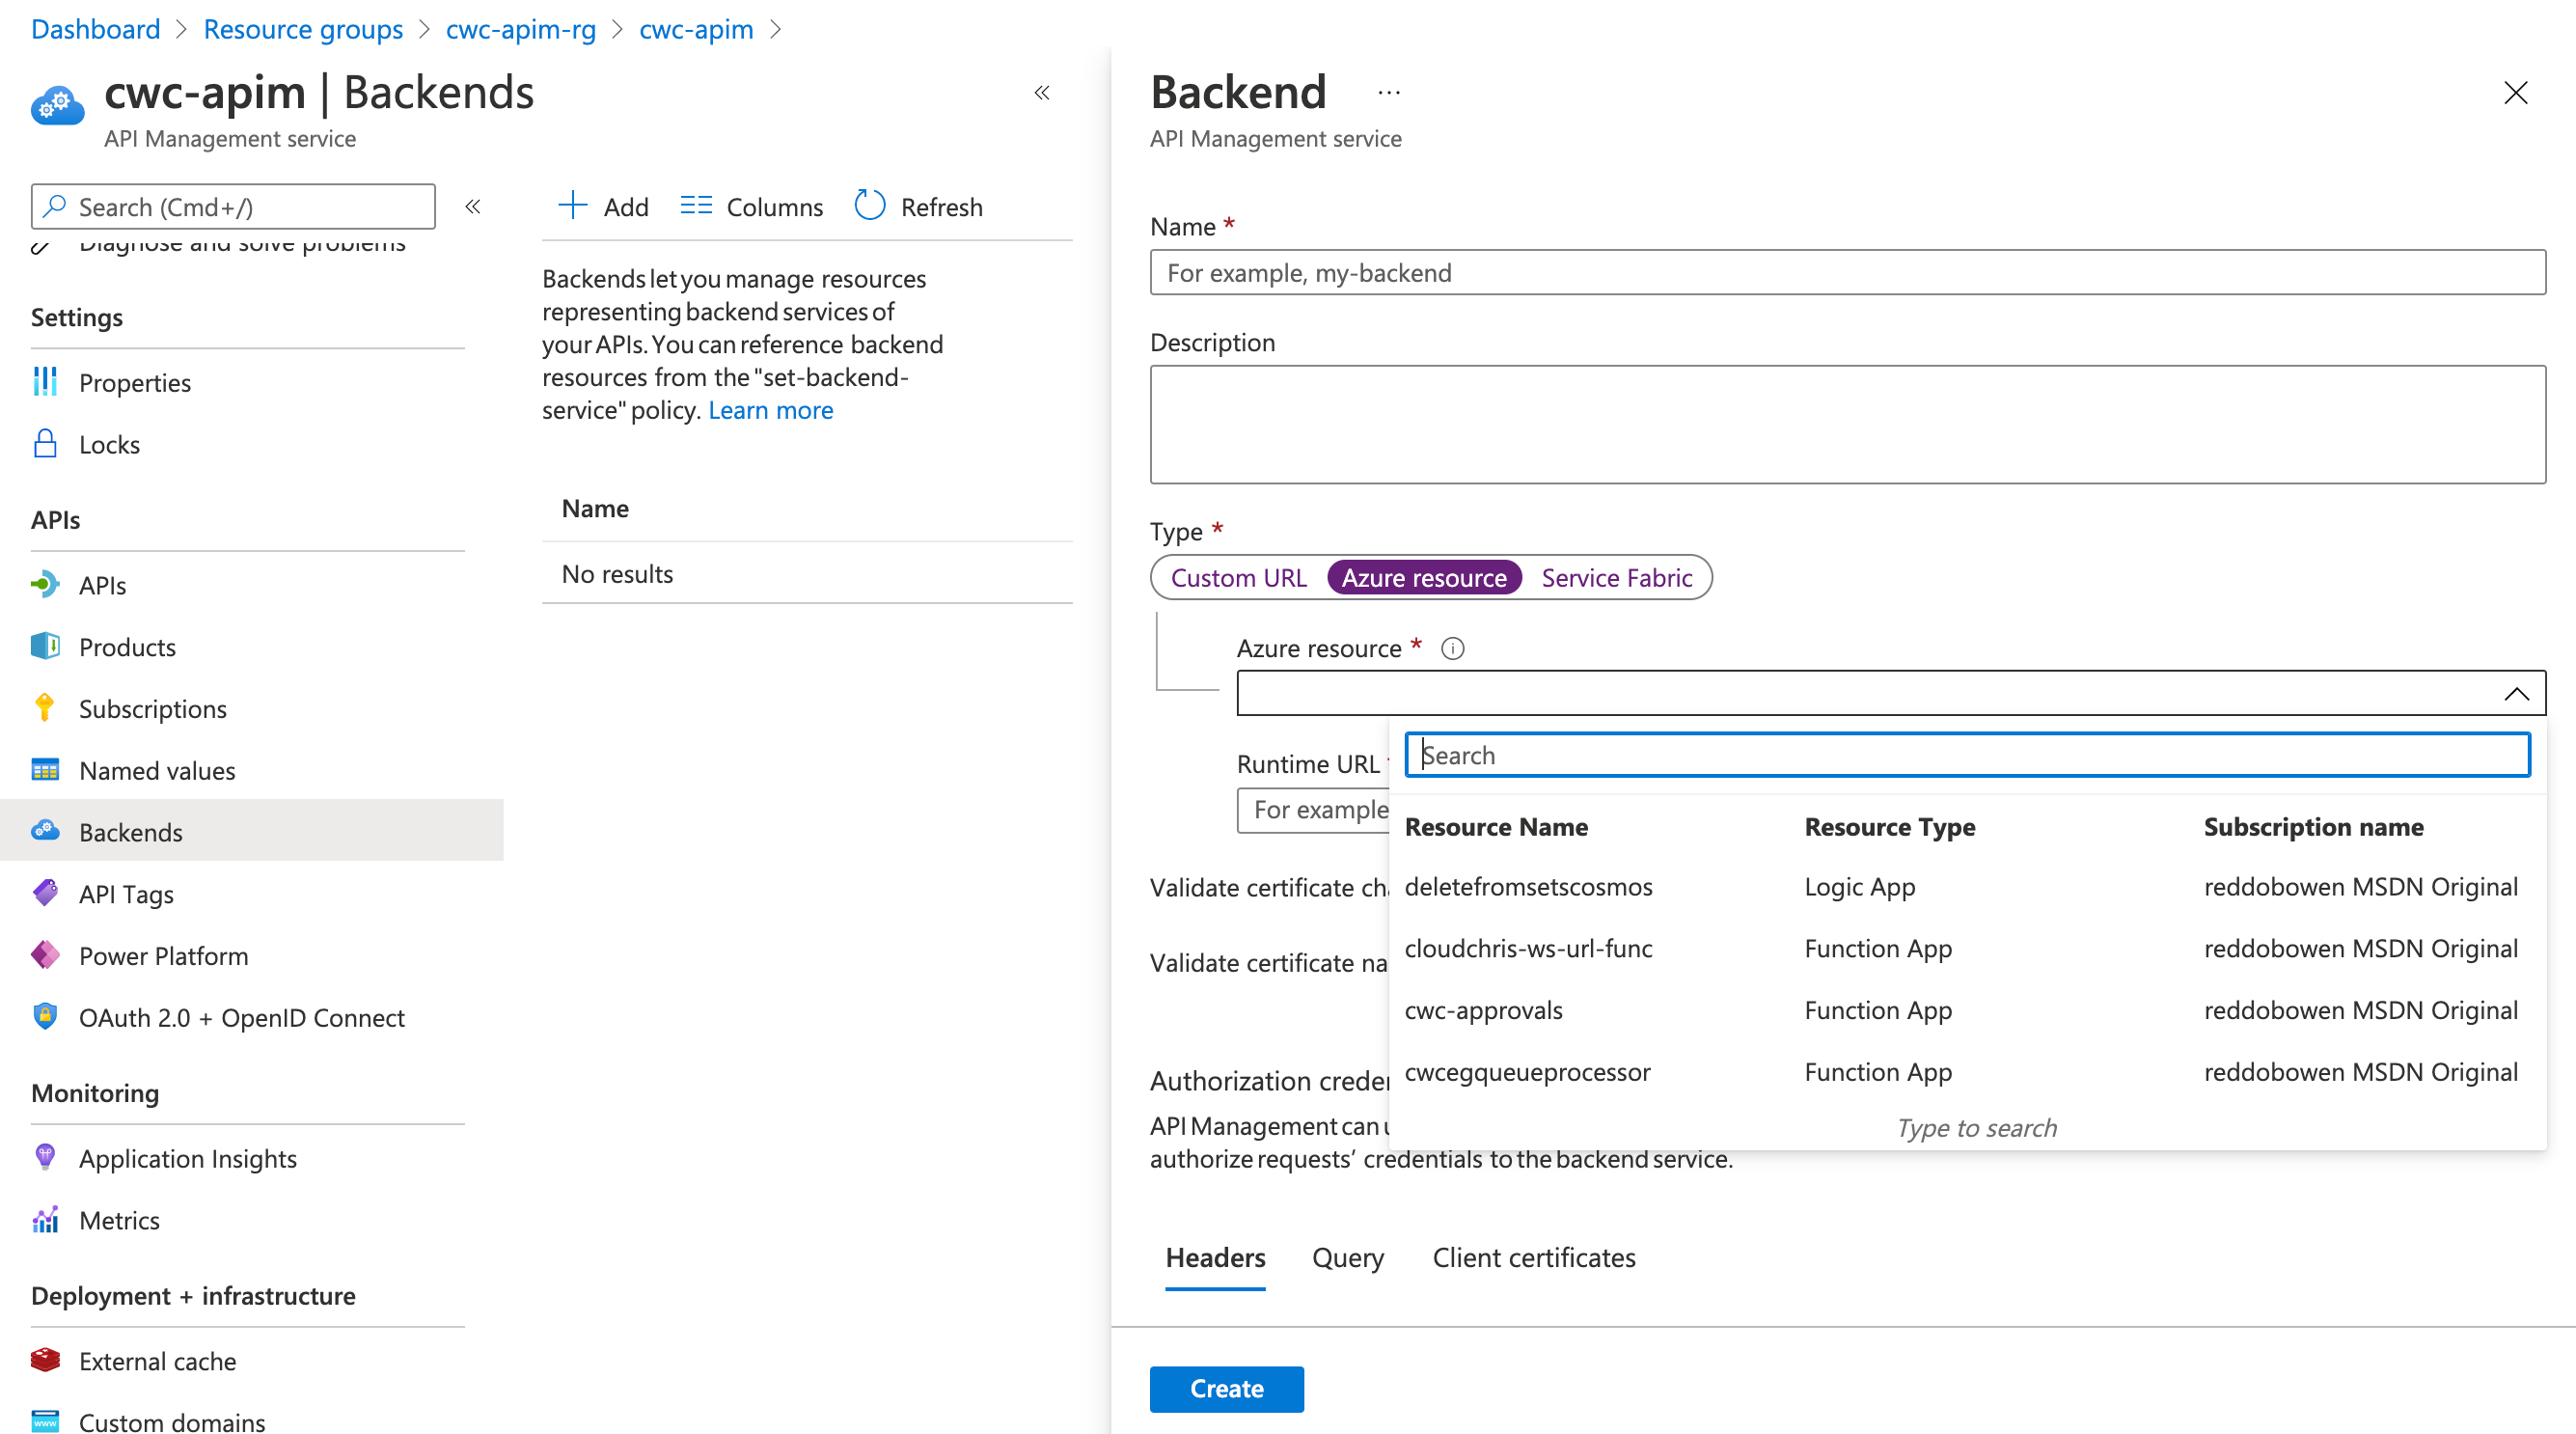 Dashboard > Resource groups > cwc-apim-rg > cwc-apim >
cwc-apim | Backends
API Management service
Search (Cmd+/)
Diagnose and solve problems
Settings
Properties
Locks
APIs
APIs
Products
Subscriptions
Named values
Backends
API Tags
Power Platform
OAuth 2.0 + OpenID Connect
Monitoring
Application Insights
Metrics
Deployment + infrastructure
External cache
Custom domains
Add Columns Refresh
Backends let you manage resources
representing backend services of
your APIs. You can reference backend
resources from the "set-backend-
service" policy. Learn more
Name
No results
Backend ...
API Management service
Name *
For example, my-backend
Description
Type *
Custom URL Azure resource Service Fabric
Azure resource *
Search
Runtime URL
For example
Resource Name Resource Type Subscription name
deletefromsetscosmos Logic App reddobowen MSDN Original
cloudchris-ws-url-func Function App reddobowen MSDN Original
cwc-approvals Function App reddobowen MSDN Original
cwcegqueueprocessor Function App reddobowen MSDN Original
Type to search
Validate certificate
Validate certificate
Authorization
API Management can
authorize requests' credentials to the backend service.
Headers Query Client certificates
Create